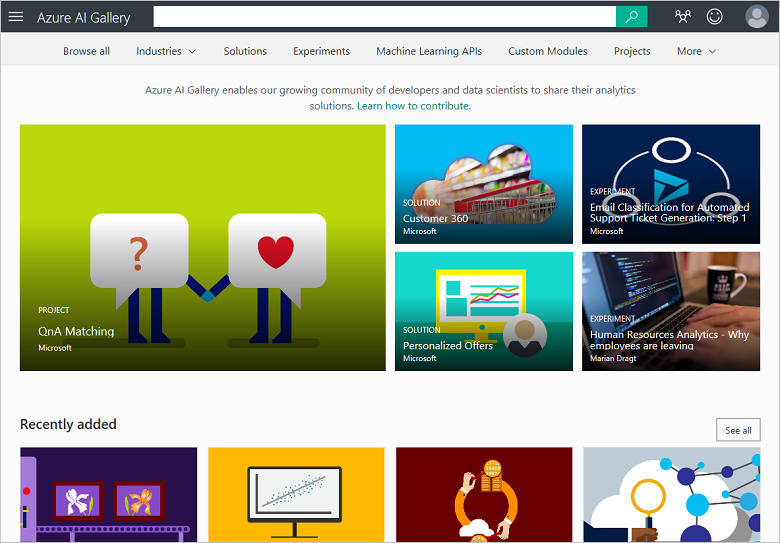 Azure AI Gallery
Browse all
Industries
Solutions
Experiments
Machine Learning APIs
Custom Modules
Projects
More
Azure AI Gallery enables our growing community of developers and data scientists to share their analytics
solutions. Learn how to contribute.
?
PROJECT
QnA Matching
Microsoft
SOLUTION
Customer 360
Microsoft
EXPERIMENT
Email Classification for Automated
Support Ticket Generation: Step 1
Microsoft
SOLUTION
Personalized Offers
Microsoft
EXPERIMENT
Human Resources Analytics - Why
employees are leaving
Marian Dragt
Recently added
See all